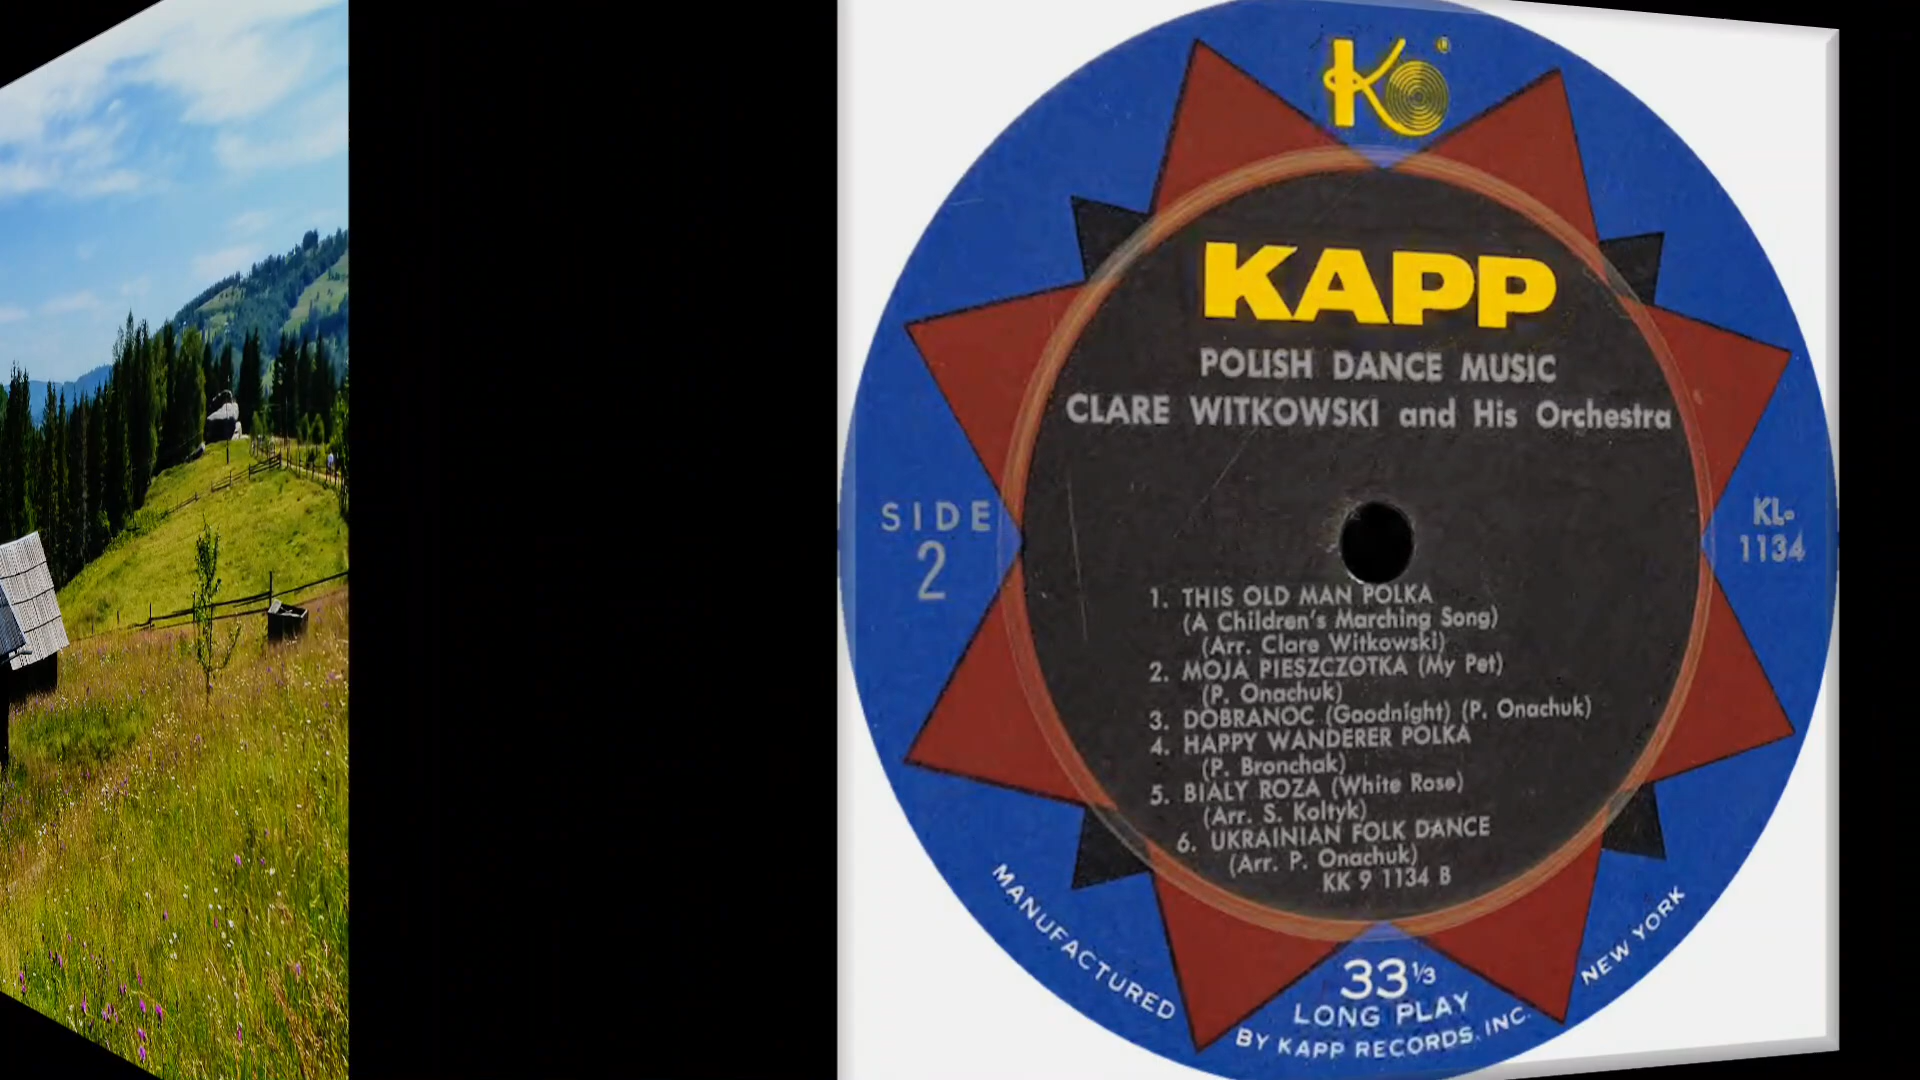 K
KAPP
POLISH DANCE MUSIC
CLARE WITKOWSKI and His Orchestra
SIDE
2
KL-
1134
1. THIS OLD MAN POLKA
(A Children's Marching Song)
(Arr. Clare Witkowski)
2. MOJA PIESZCZOTKA (My Pet)
(P. Onachuk)
3. DOBRANOC (Goodnight) (P. Onachuk)
4. HAPPY WANDERER POLKA
(P. Bronchak)
5. BIALY ROZA (White Rose)
(Arr. S. Koltyk)
6. UKRAINIAN FOLK DANCE
(Arr. P. Onachuk)
KK 9 1134 B
33 1/3
LONG PLAY
MANUFACTURED BY KAPP RECORDS, INC. NEW YORK